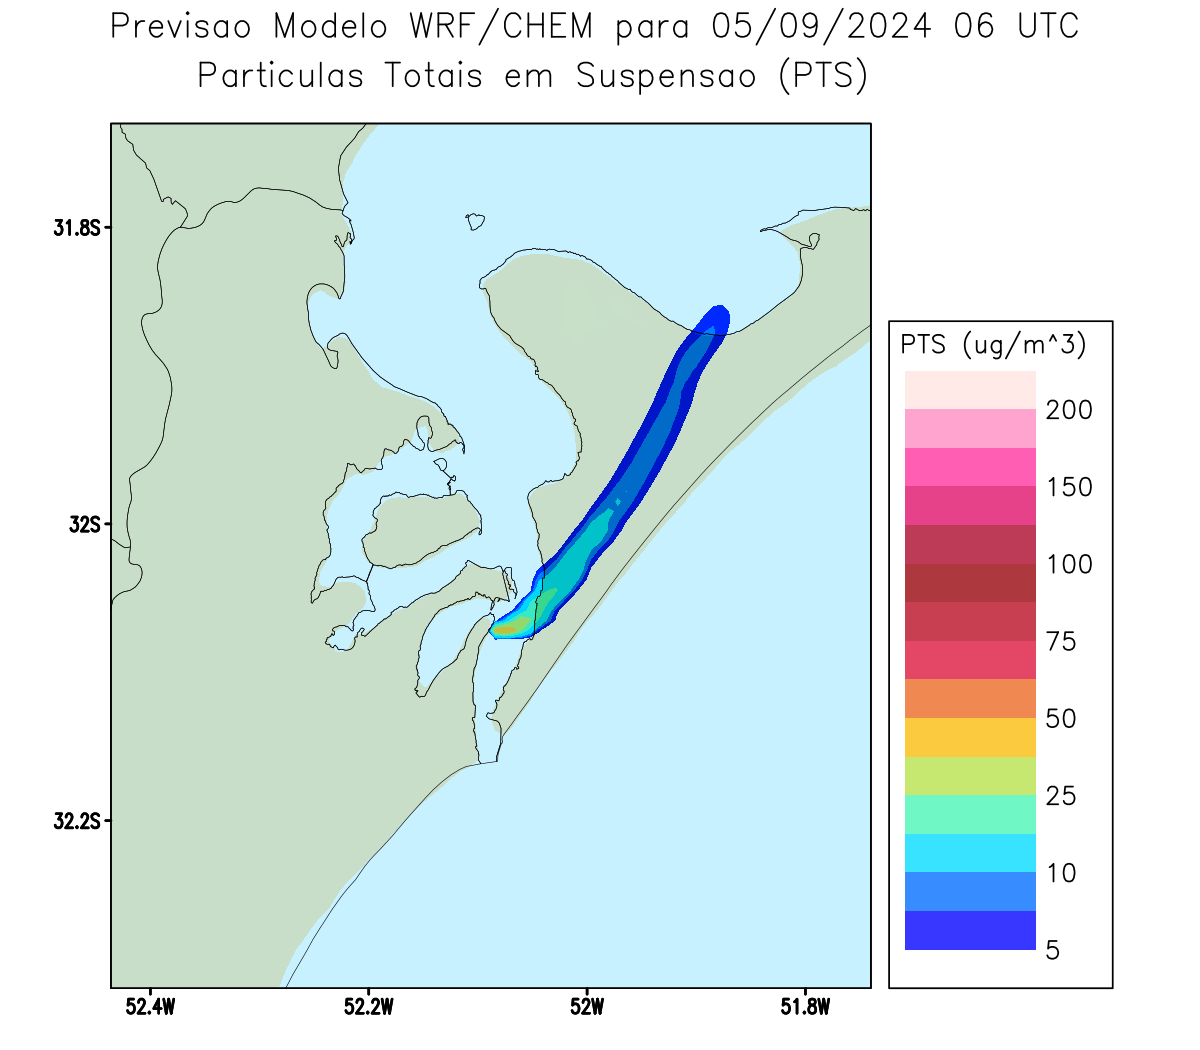 Previsao Modelo WRF/CHEM para 05/09/2024 06 UTC
Particulas Totais em Suspensao (PTS)
31.8S
32S
32.2S
52.4W
52.2W
52W
51.8W
PTS (ug/m^3)
200
150
100
75
50
25
10
5